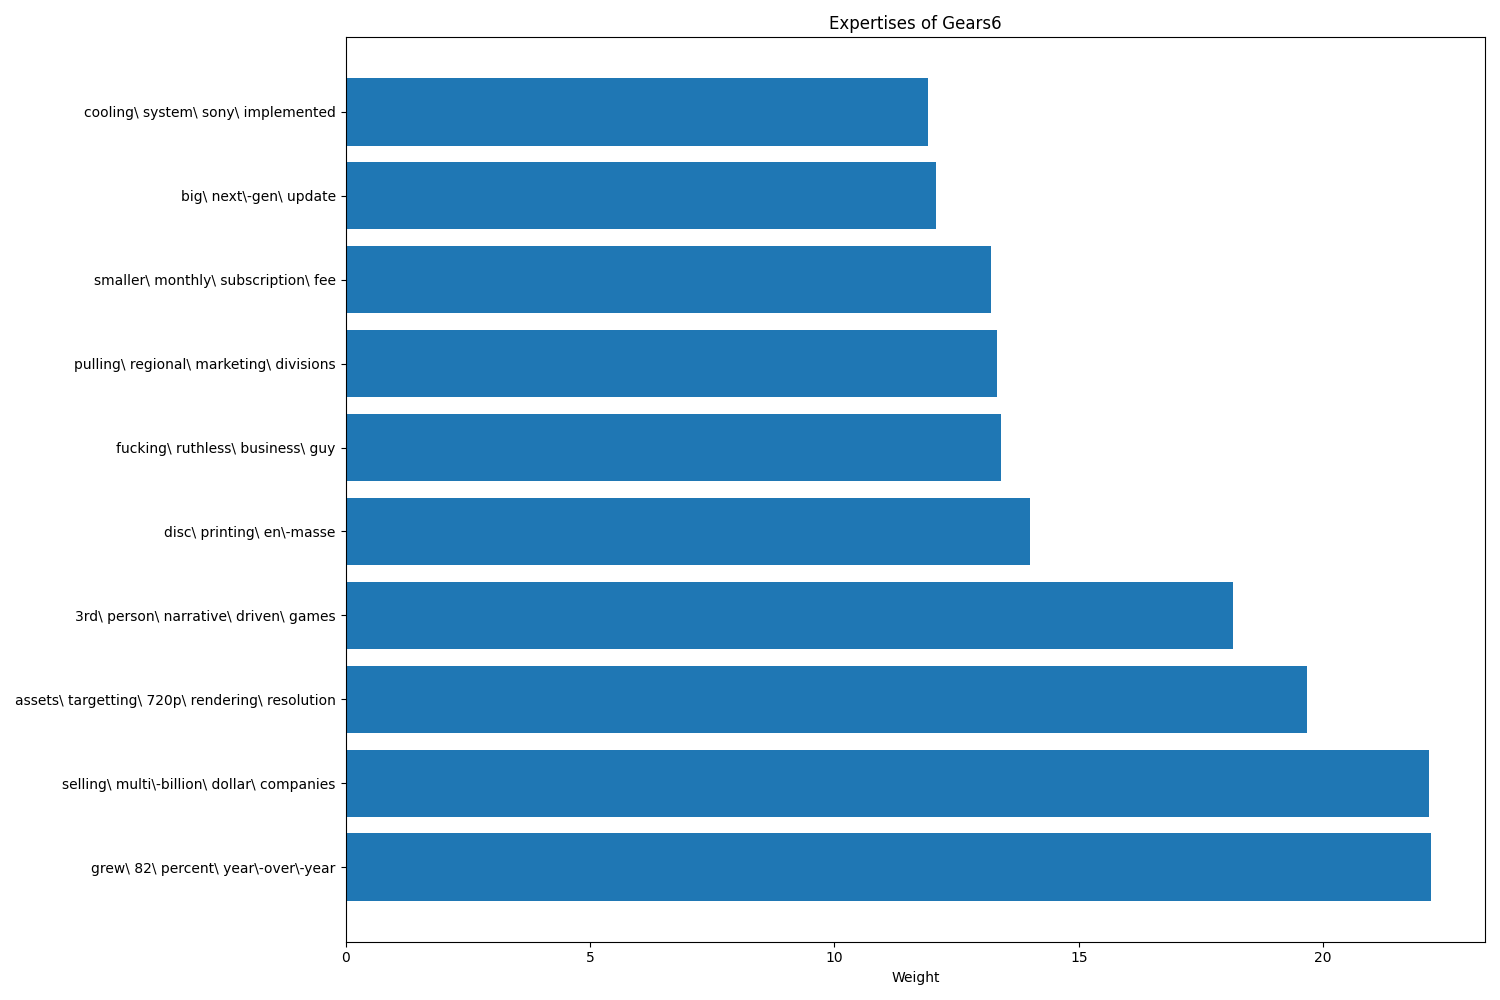 Expertises of Gears6
cooling\ system\ sony\ implemented
big\ next\-gen\ update
smaller\ monthly\ subscription\ fee
pulling\ regional\ marketing\ divisions
fucking\ ruthless\ business\ guy
disc\ printing\ en\-masse
3rd\ person\ narrative\ driven\ games
assets\ targetting\ 720p\ rendering\ resolution
selling\ multi\-billion\ dollar\ companies
grew\ 82\ percent\ year\-over\-year
0 5 10 15 20
Weight